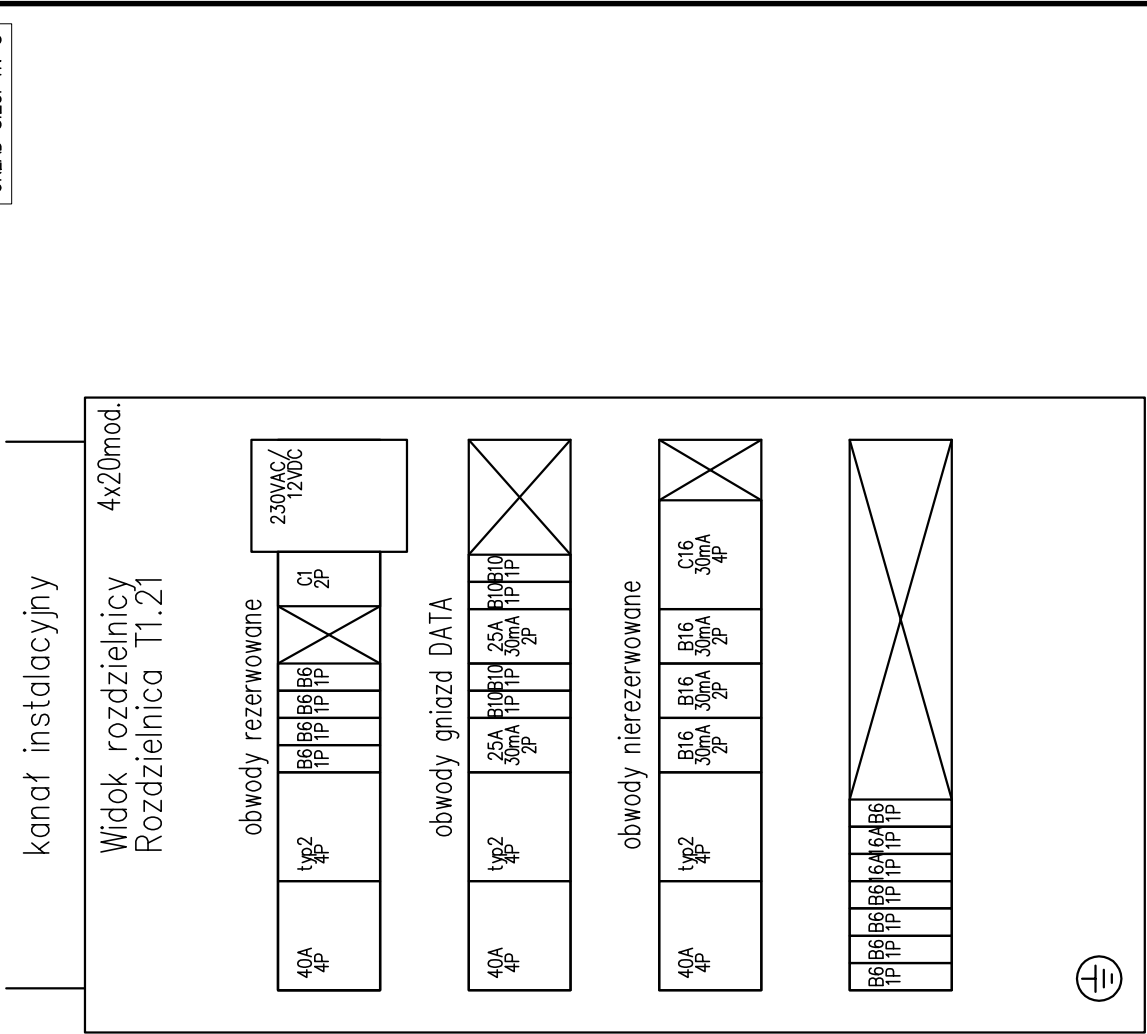 kanał instalacyjny
Widok rozdzielnicy 4x20mod.
Rozdzielnica T1.21
obwody rezerwowane
230VAC/
12VDC
40A typ2 B6 B6 B6 B6 C1
4P 4P 1P 1P 1P 1P 2P
obwody gniazd DATA
40A typ2 25A B10 B10 25A B10 B10
4P 4P 30mA 1P 1P 30mA 1P 1P
2P 2P
obwody nierezerwowane
40A typ2 B16 B16 B16 C16
4P 4P 30mA 30mA 30mA 30mA
2P 2P 2P 4P
B6 B6 B6 B6 16A 16A B6
1P 1P 1P 1P 1P 1P 1P